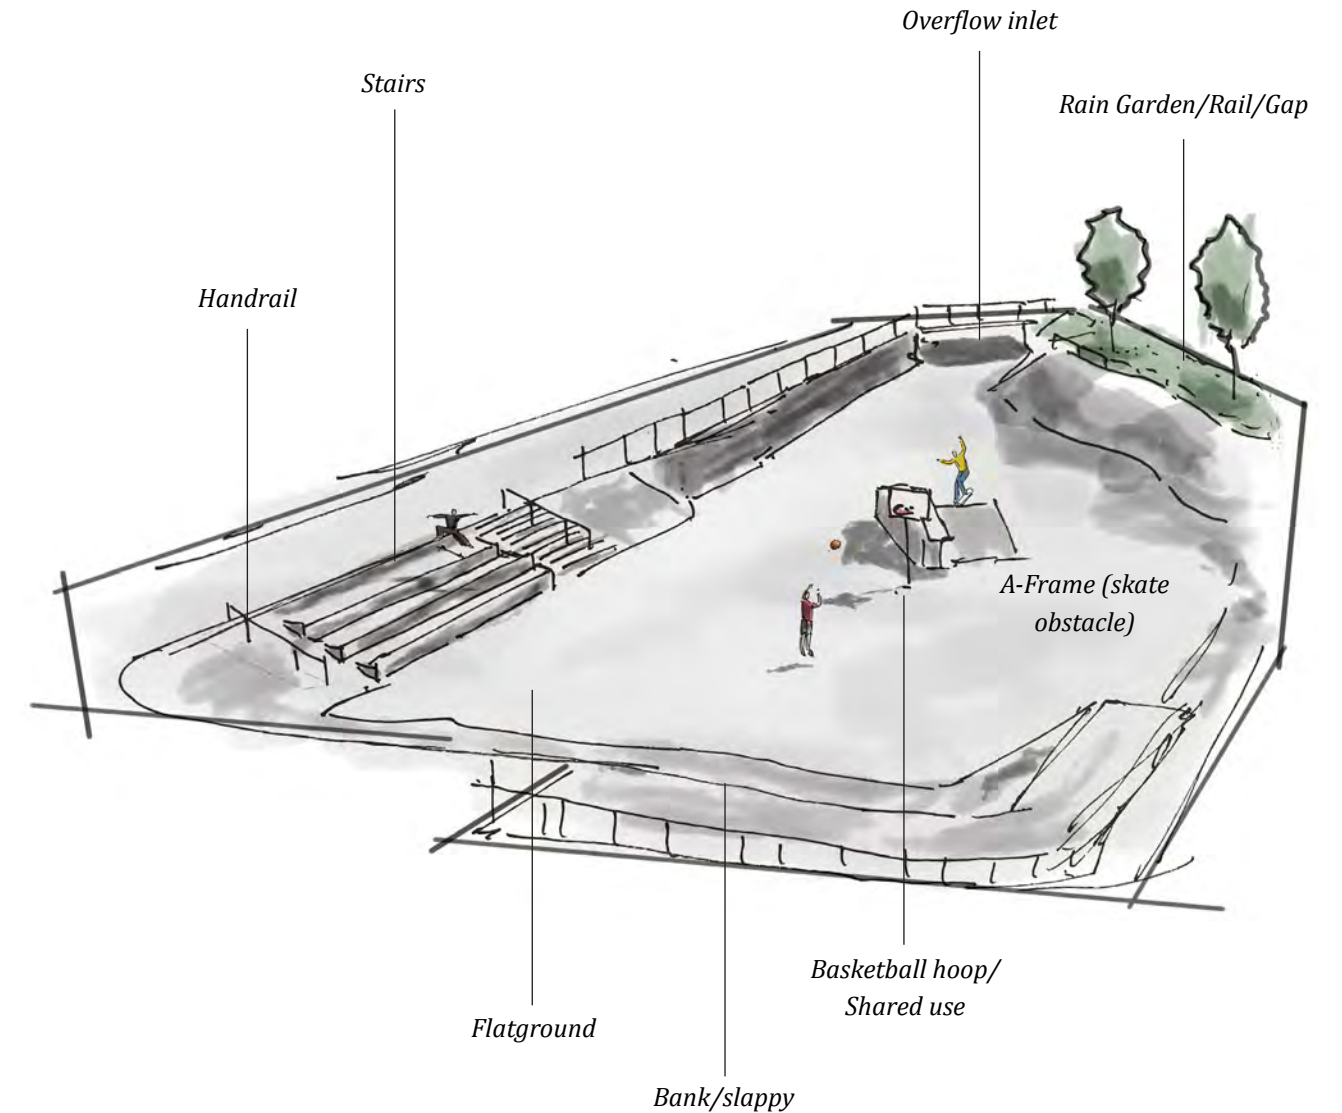 Overflow inlet
Stairs
Rain Garden/Rail/Gap
Handrail
A-Frame (skate
obstacle)
Basketball hoop/
Shared use
Flatground
Bank/slappy